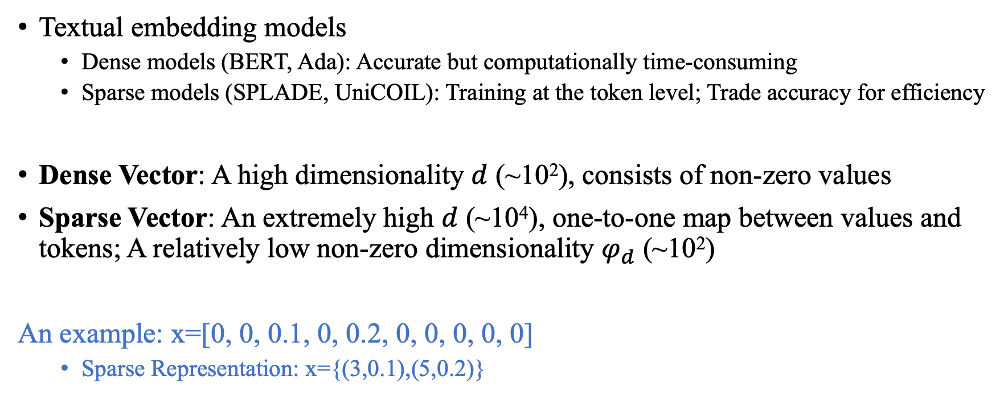 • Textual embedding models
• Dense models (BERT, Ada): Accurate but computationally time-consuming
• Sparse models (SPLADE, UniCOIL): Training at the token level; Trade accuracy for efficiency
• Dense Vector: A high dimensionality 𝑑 (~10²), consists of non-zero values
• Sparse Vector: An extremely high 𝑑 (~10⁴), one-to-one map between values and
tokens; A relatively low non-zero dimensionality 𝜑𝑑 (~10²)
An example: x=[0, 0, 0.1, 0, 0.2, 0, 0, 0, 0, 0]
• Sparse Representation: x={(3,0.1),(5,0.2)}